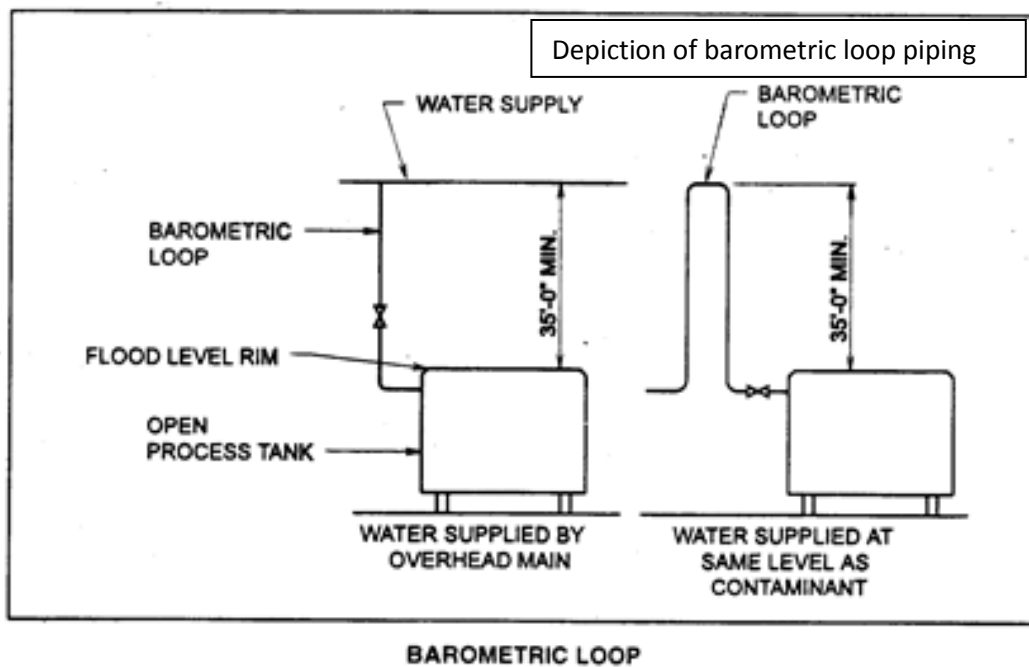 Depiction of barometric loop piping
WATER SUPPLY
BAROMETRIC
LOOP
BAROMETRIC
LOOP
35'-0" MIN.
35'-0" MIN.
FLOOD LEVEL RIM
OPEN
PROCESS TANK
WATER SUPPLIED BY
OVERHEAD MAIN
WATER SUPPLIED AT
SAME LEVEL AS
CONTAMINANT
BAROMETRIC LOOP